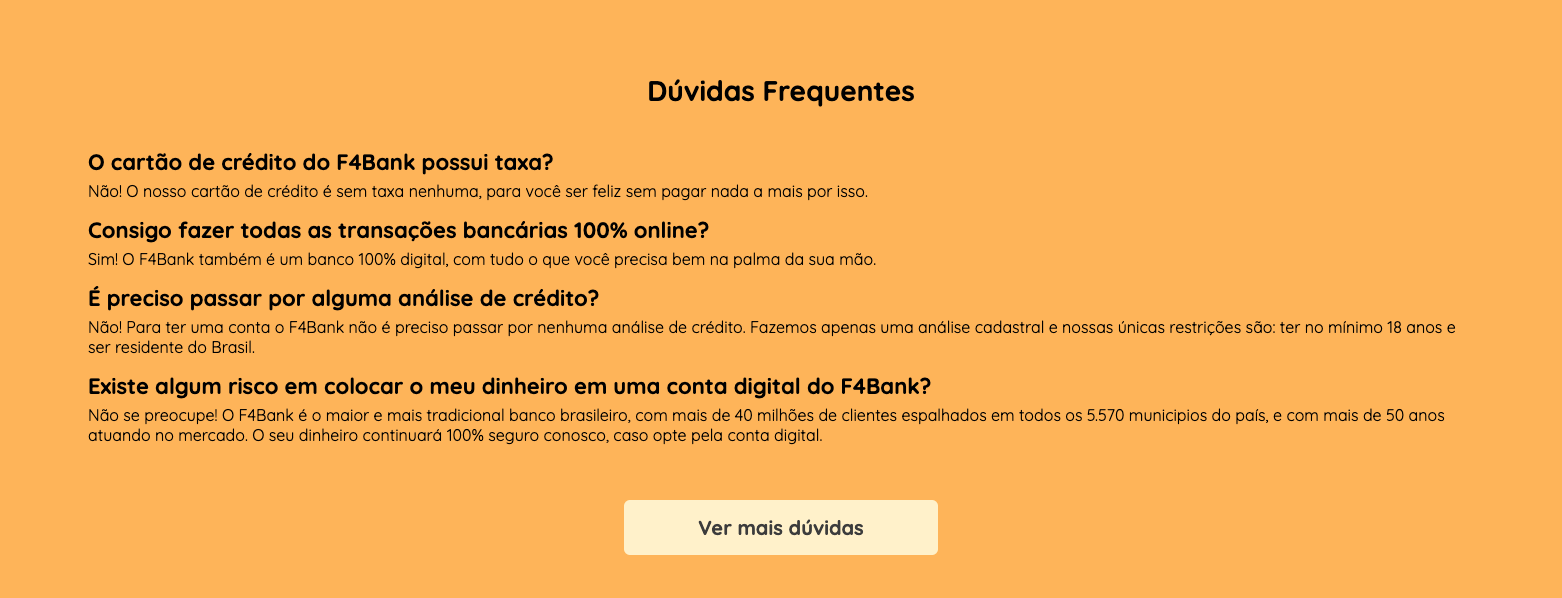 Dúvidas Frequentes
O cartão de crédito do F4Bank possui taxa?
Não! O nosso cartão de crédito é sem taxa nenhuma, para você ser feliz sem pagar nada a mais por isso.
Consigo fazer todas as transações bancárias 100% online?
Sim! O F4Bank também é um banco 100% digital, com tudo o que você precisa bem na palma da sua mão.
É preciso passar por alguma análise de crédito?
Não! Para ter uma conta o F4Bank não é preciso passar por nenhuma análise de crédito. Fazemos apenas uma análise cadastral e nossas únicas restrições são: ter no mínimo 18 anos e
ser residente do Brasil.
Existe algum risco em colocar o meu dinheiro em uma conta digital do F4Bank?
Não se preocupe! O F4Bank é o maior e mais tradicional banco brasileiro, com mais de 40 milhões de clientes espalhados em todos os 5.570 municipios do país, e com mais de 50 anos
atuando no mercado. O seu dinheiro continuará 100% seguro conosco, caso opte pela conta digital.
Ver mais dúvidas